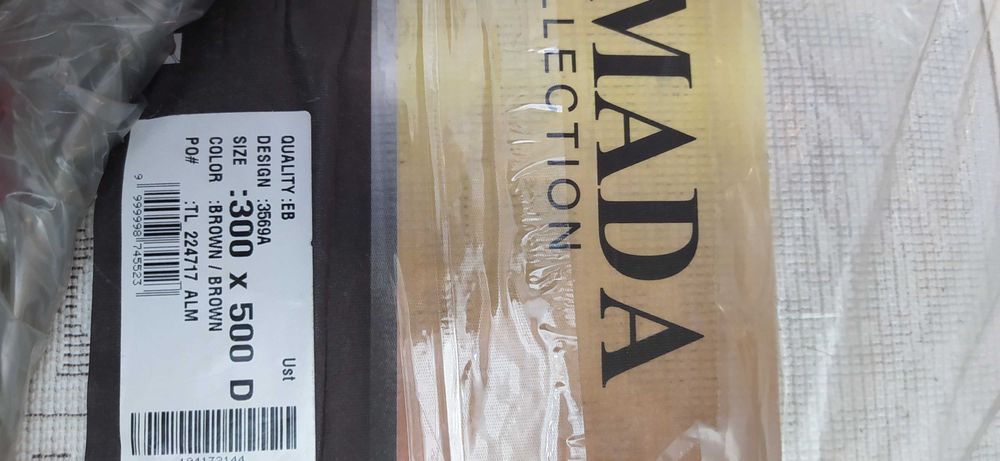 MADA
LLECTION
QUALITY :EB
DESIGN :3569A
SIZE :300 X 500 D
COLOR :BROWN / BROWN
PO# :TL 224717 ALM
Ust
9 999998 745523